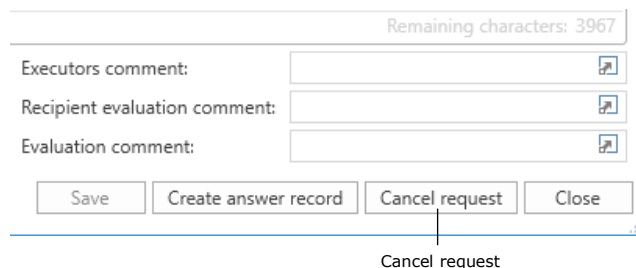 Remaining characters: 3967
Executors comment:
Recipient evaluation comment:
Evaluation comment:
Save Create answer record Cancel request Close
Cancel request